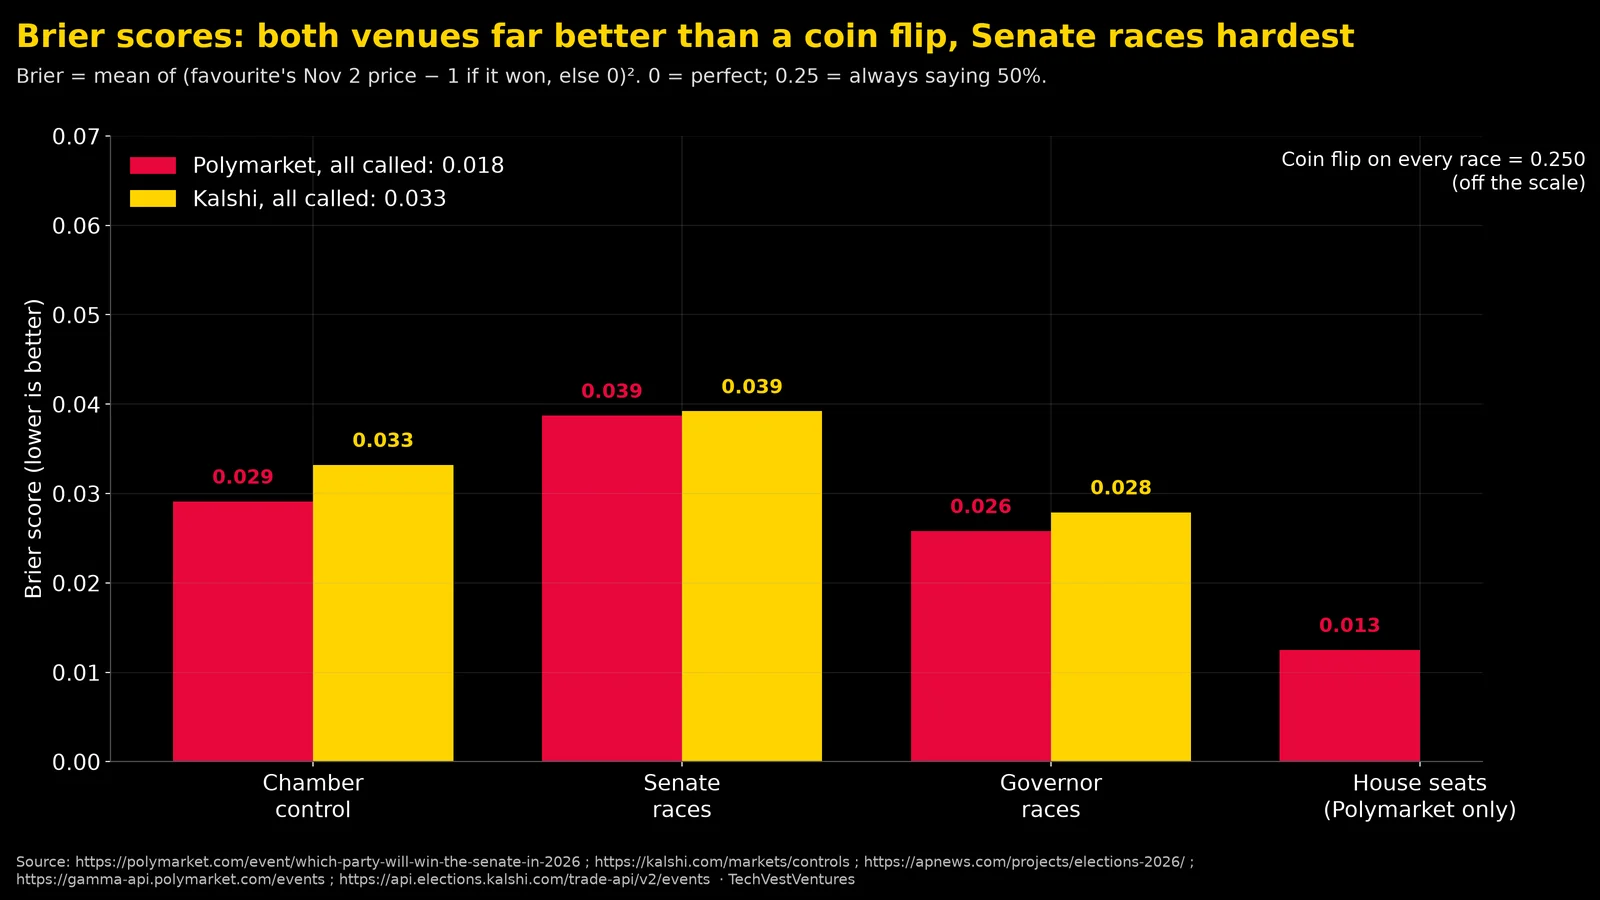 Brier scores: both venues far better than a coin flip, Senate races hardest
Brier = mean of (favourite's Nov 2 price − 1 if it won, else 0)². 0 = perfect; 0.25 = always saying 50%.
Polymarket, all called: 0.018
Kalshi, all called: 0.033
Coin flip on every race = 0.250
(off the scale)
Brier score (lower is better)
0.07
0.06
0.05
0.04
0.03
0.02
0.01
0.00
0.029
0.033
0.039
0.039
0.026
0.028
0.013
Chamber
control
Senate
races
Governor
races
House seats
(Polymarket only)
Source: https://polymarket.com/event/which-party-will-win-the-senate-in-2026 ; https://kalshi.com/markets/controls ; https://apnews.com/projects/elections-2026/ ;
https://gamma-api.polymarket.com/events ; https://api.elections.kalshi.com/trade-api/v2/events · TechVestVentures